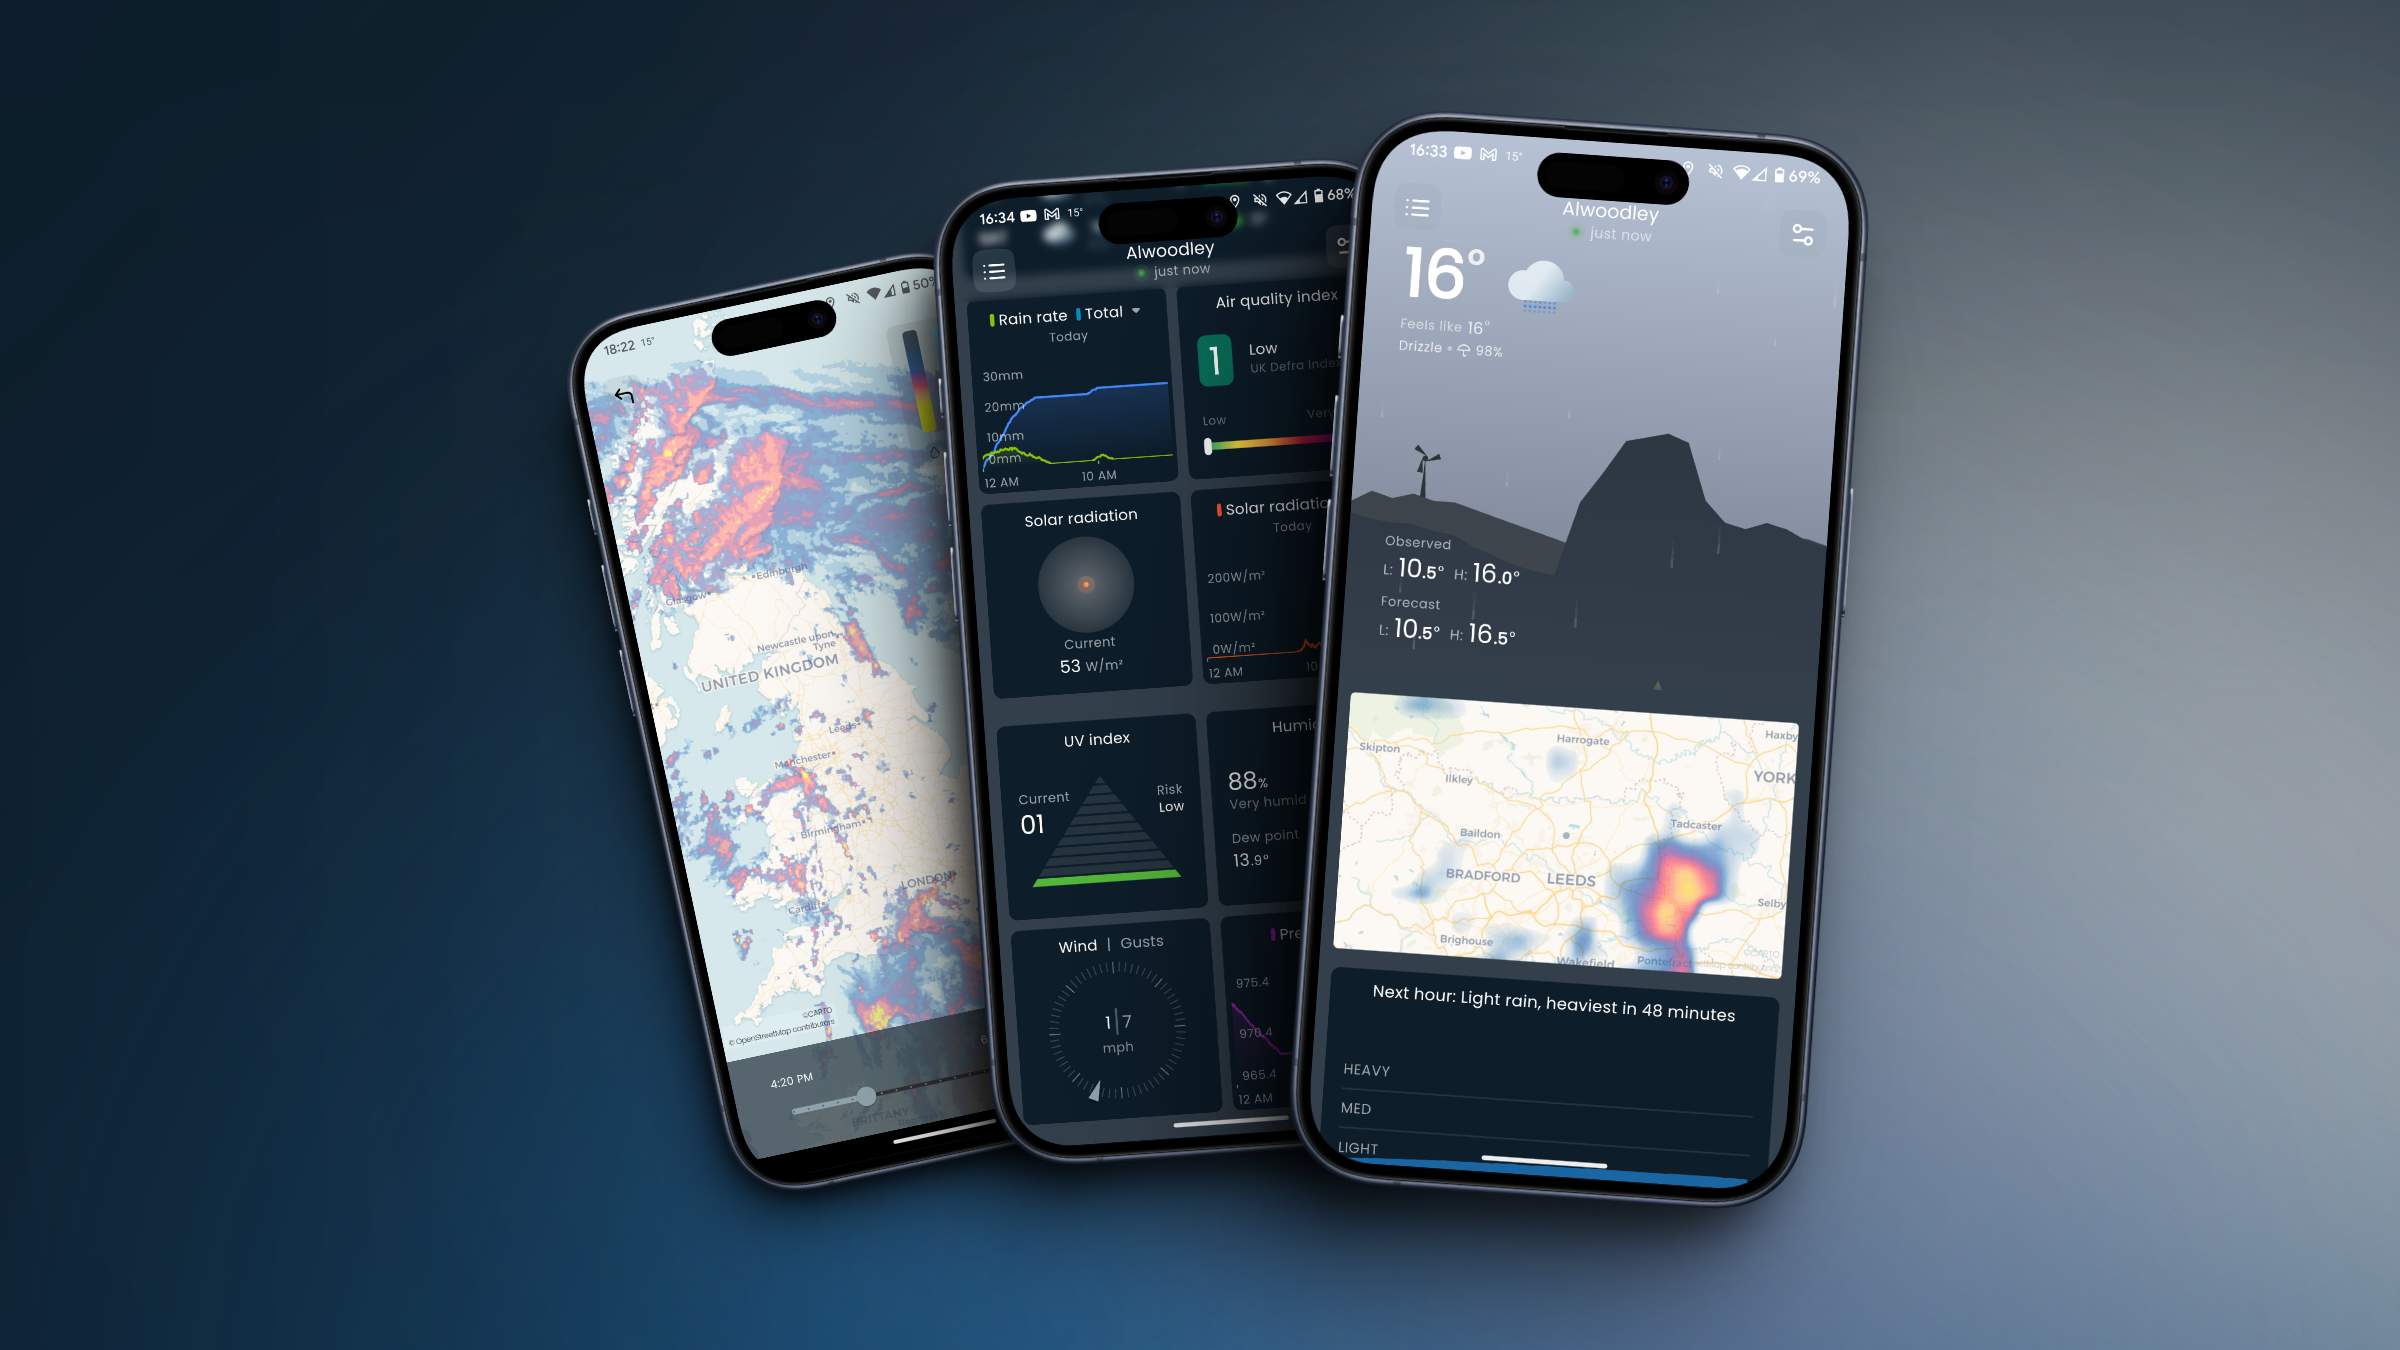 18:22 15°
50%
Edinburgh
Glasgow
Newcastle upon
Tyne
UNITED KINGDOM
Leeds
Manchester
Birmingham
LONDON
Cardiff
©CARTO
© OpenStreetMap contributors
4:20 PM
BRITTANY
16:34 15°
68%
Alwoodley
just now
Rain rate Total
Today
30mm
20mm
10mm
0mm
12 AM 10 AM
Air quality index
1
Low
UK Defra Index
Low Very
Solar radiation
Current
53 W/m²
Solar radiatio
Today
200W/m²
100W/m²
0W/m²
12 AM 10
UV index
Current
01
Risk
Low
Humi
88%
Very humid
Dew point
13.9°
Wind | Gusts
1 7
mph
Pre
975.4
970.4
965.4
12 AM
16:33 15°
69%
Alwoodley
just now
16°
Feels like 16°
Drizzle • 98%
Observed
L: 10.5° H: 16.0°
Forecast
L: 10.5° H: 16.5°
Skipton
Harrogate
Haxby
Ilkley
YORK
Baildon
Tadcaster
BRADFORD
LEEDS
Selby
Brighouse
Wakefield
Pontefract
©CARTO
Next hour: Light rain, heaviest in 48 minutes
HEAVY
MED
LIGHT